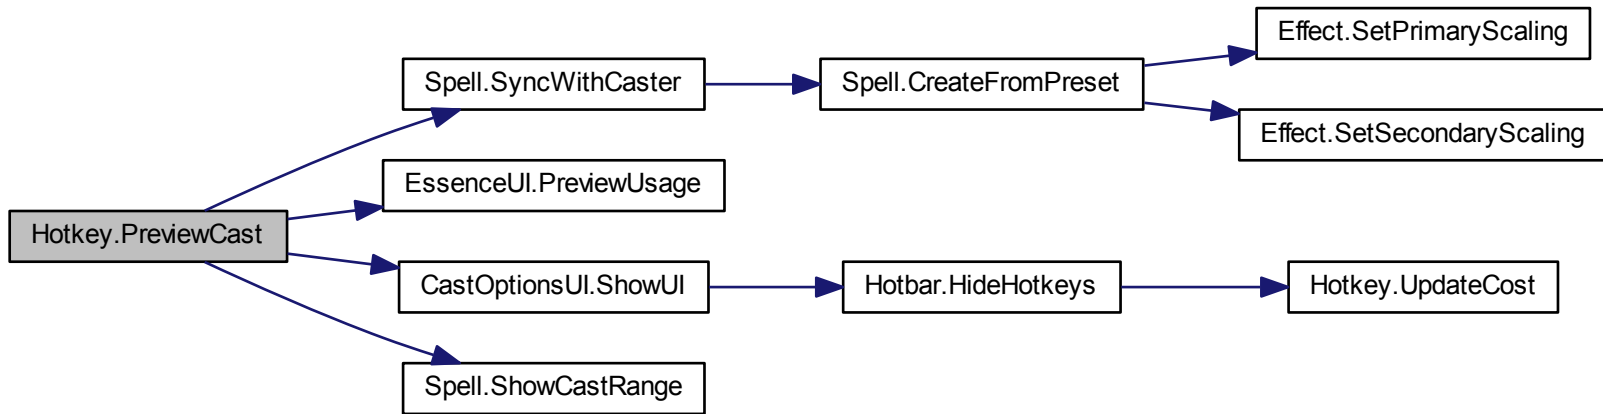 Hotkey.PreviewCast
Spell.SyncWithCaster
EssenceUI.PreviewUsage
CastOptionsUI.ShowUI
Spell.ShowCastRange
Spell.CreateFromPreset
Hotbar.HideHotkeys
Effect.SetPrimaryScaling
Effect.SetSecondaryScaling
Hotkey.UpdateCost